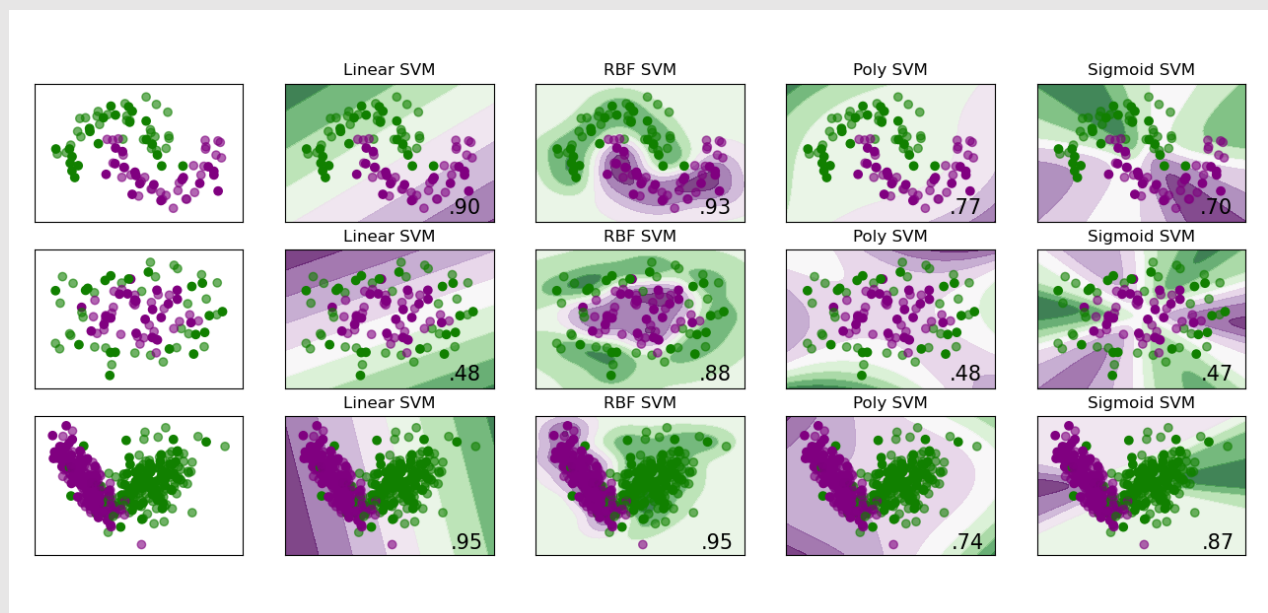 Linear SVM RBF SVM Poly SVM Sigmoid SVM
.90 .93 .77 .70
Linear SVM RBF SVM Poly SVM Sigmoid SVM
.48 .88 .48 .47
Linear SVM RBF SVM Poly SVM Sigmoid SVM
.95 .95 .74 .87